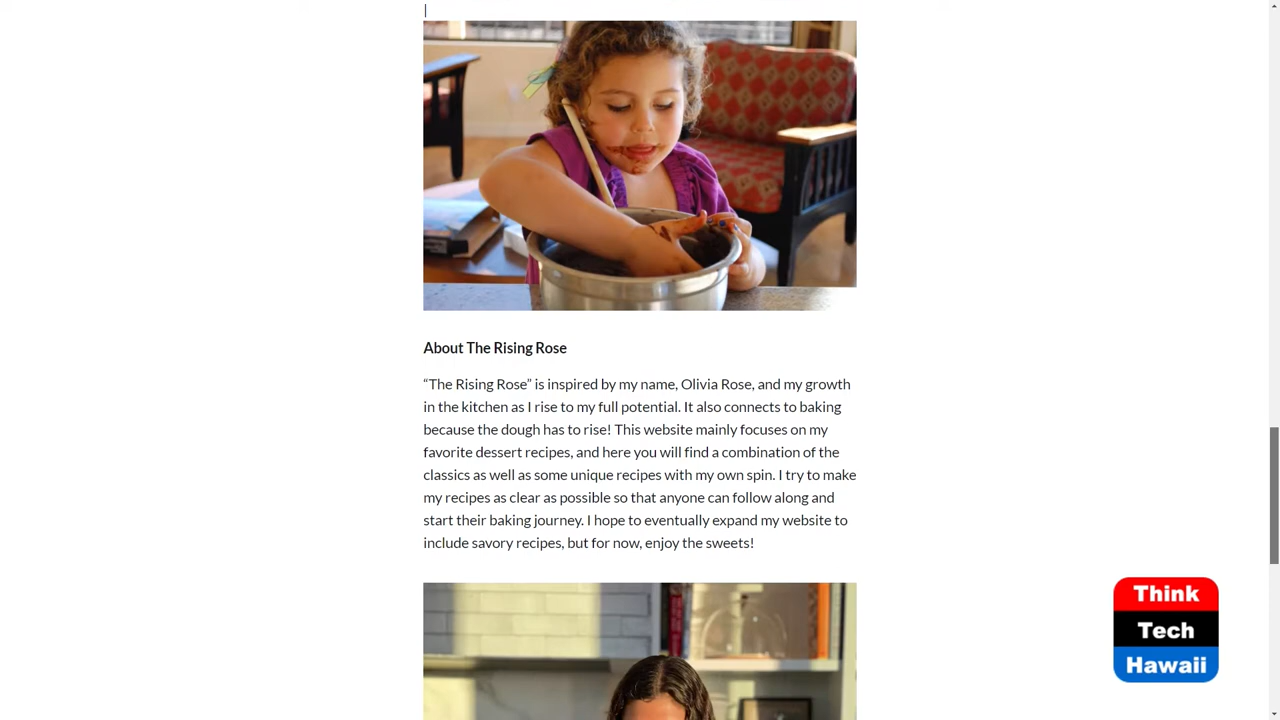 About The Rising Rose
“The Rising Rose” is inspired by my name, Olivia Rose, and my growth
in the kitchen as I rise to my full potential. It also connects to baking
because the dough has to rise! This website mainly focuses on my
favorite dessert recipes, and here you will find a combination of the
classics as well as some unique recipes with my own spin. I try to make
my recipes as clear as possible so that anyone can follow along and
start their baking journey. I hope to eventually expand my website to
include savory recipes, but for now, enjoy the sweets!
Think
Tech
Hawaii